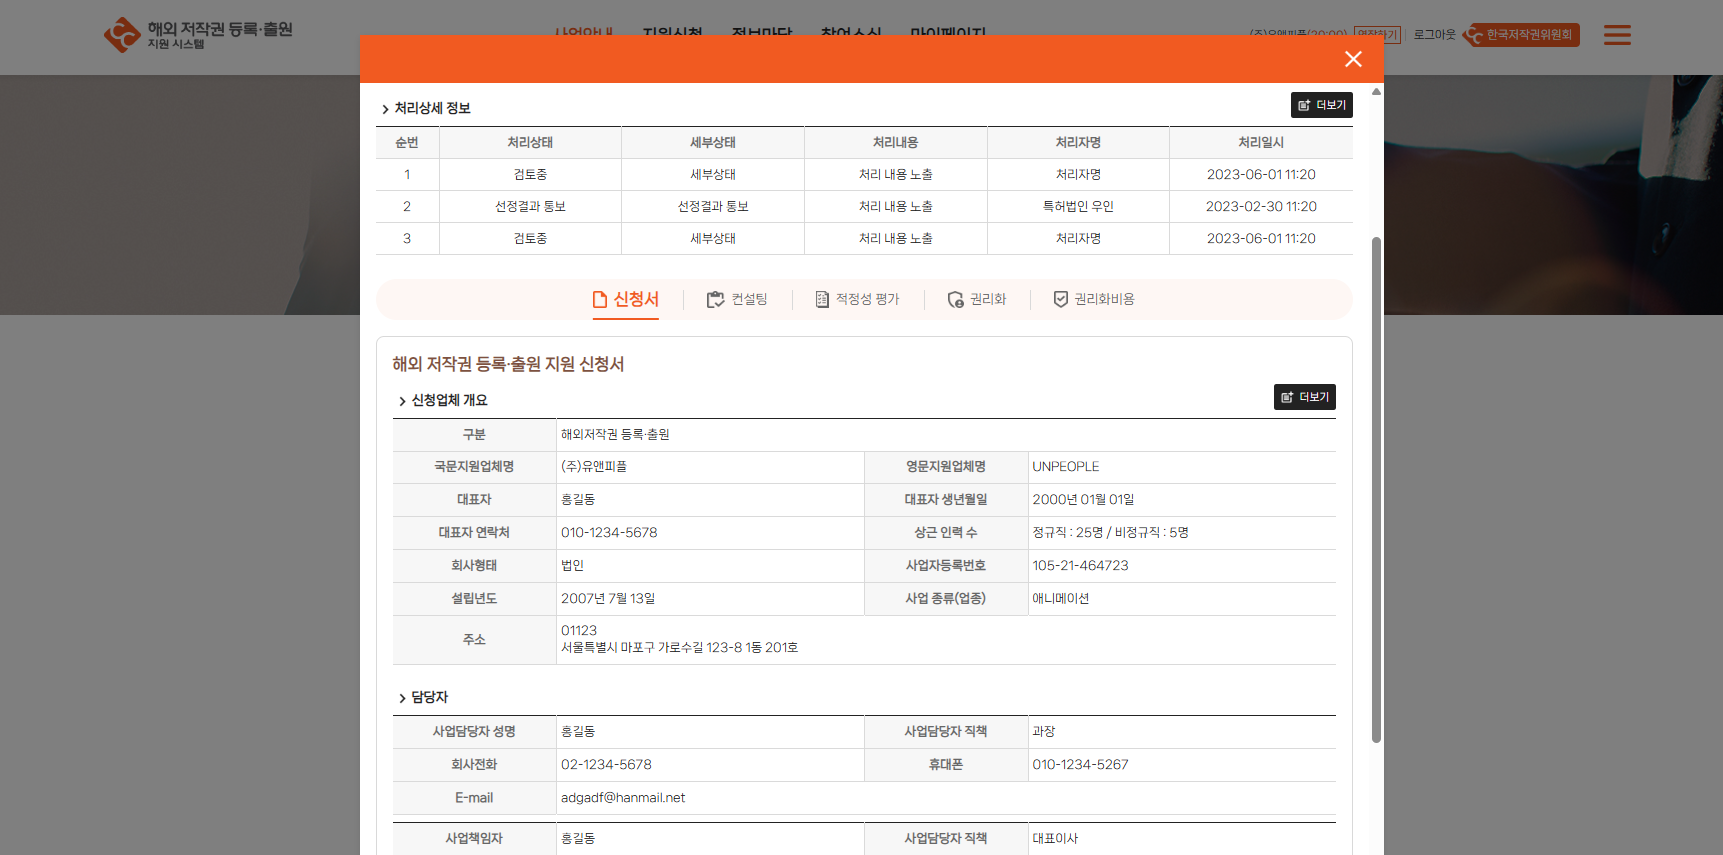 해외 저작권 등록·출원
지원 시스템
사업안내 지원신청 정보마당 참여소식 마이페이지
(주)유앤피플(30:00) 연장하기 로그아웃 한국저작권위원회
처리상세 정보
더보기
순번 처리상태 세부상태 처리내용 처리자명 처리일시
1 검토중 세부상태 처리 내용 노출 처리자명 2023-06-01 11:20
2 선정결과 통보 선정결과 통보 처리 내용 노출 특허법인 우인 2023-02-30 11:20
3 검토중 세부상태 처리 내용 노출 처리자명 2023-06-01 11:20
신청서 컨설팅 적정성 평가 권리화 권리화비용
해외 저작권 등록·출원 지원 신청서
신청업체 개요
더보기
구분 해외저작권 등록·출원
국문지원업체명 (주)유앤피플 영문지원업체명 UNPEOPLE
대표자 홍길동 대표자 생년월일 2000년 01월 01일
대표자 연락처 010-1234-5678 상근 인력 수 정규직 : 25명 / 비정규직 : 5명
회사형태 법인 사업자등록번호 105-21-464723
설립년도 2007년 7월 13일 사업 종류(업종) 애니메이션
주소 01123
서울특별시 마포구 가로수길 123-8 1동 201호
담당자
사업담당자 성명 홍길동 사업담당자 직책 과장
회사전화 02-1234-5678 휴대폰 010-1234-5267
E-mail adgadf@hanmail.net
사업책임자 홍길동 사업담당자 직책 대표이사